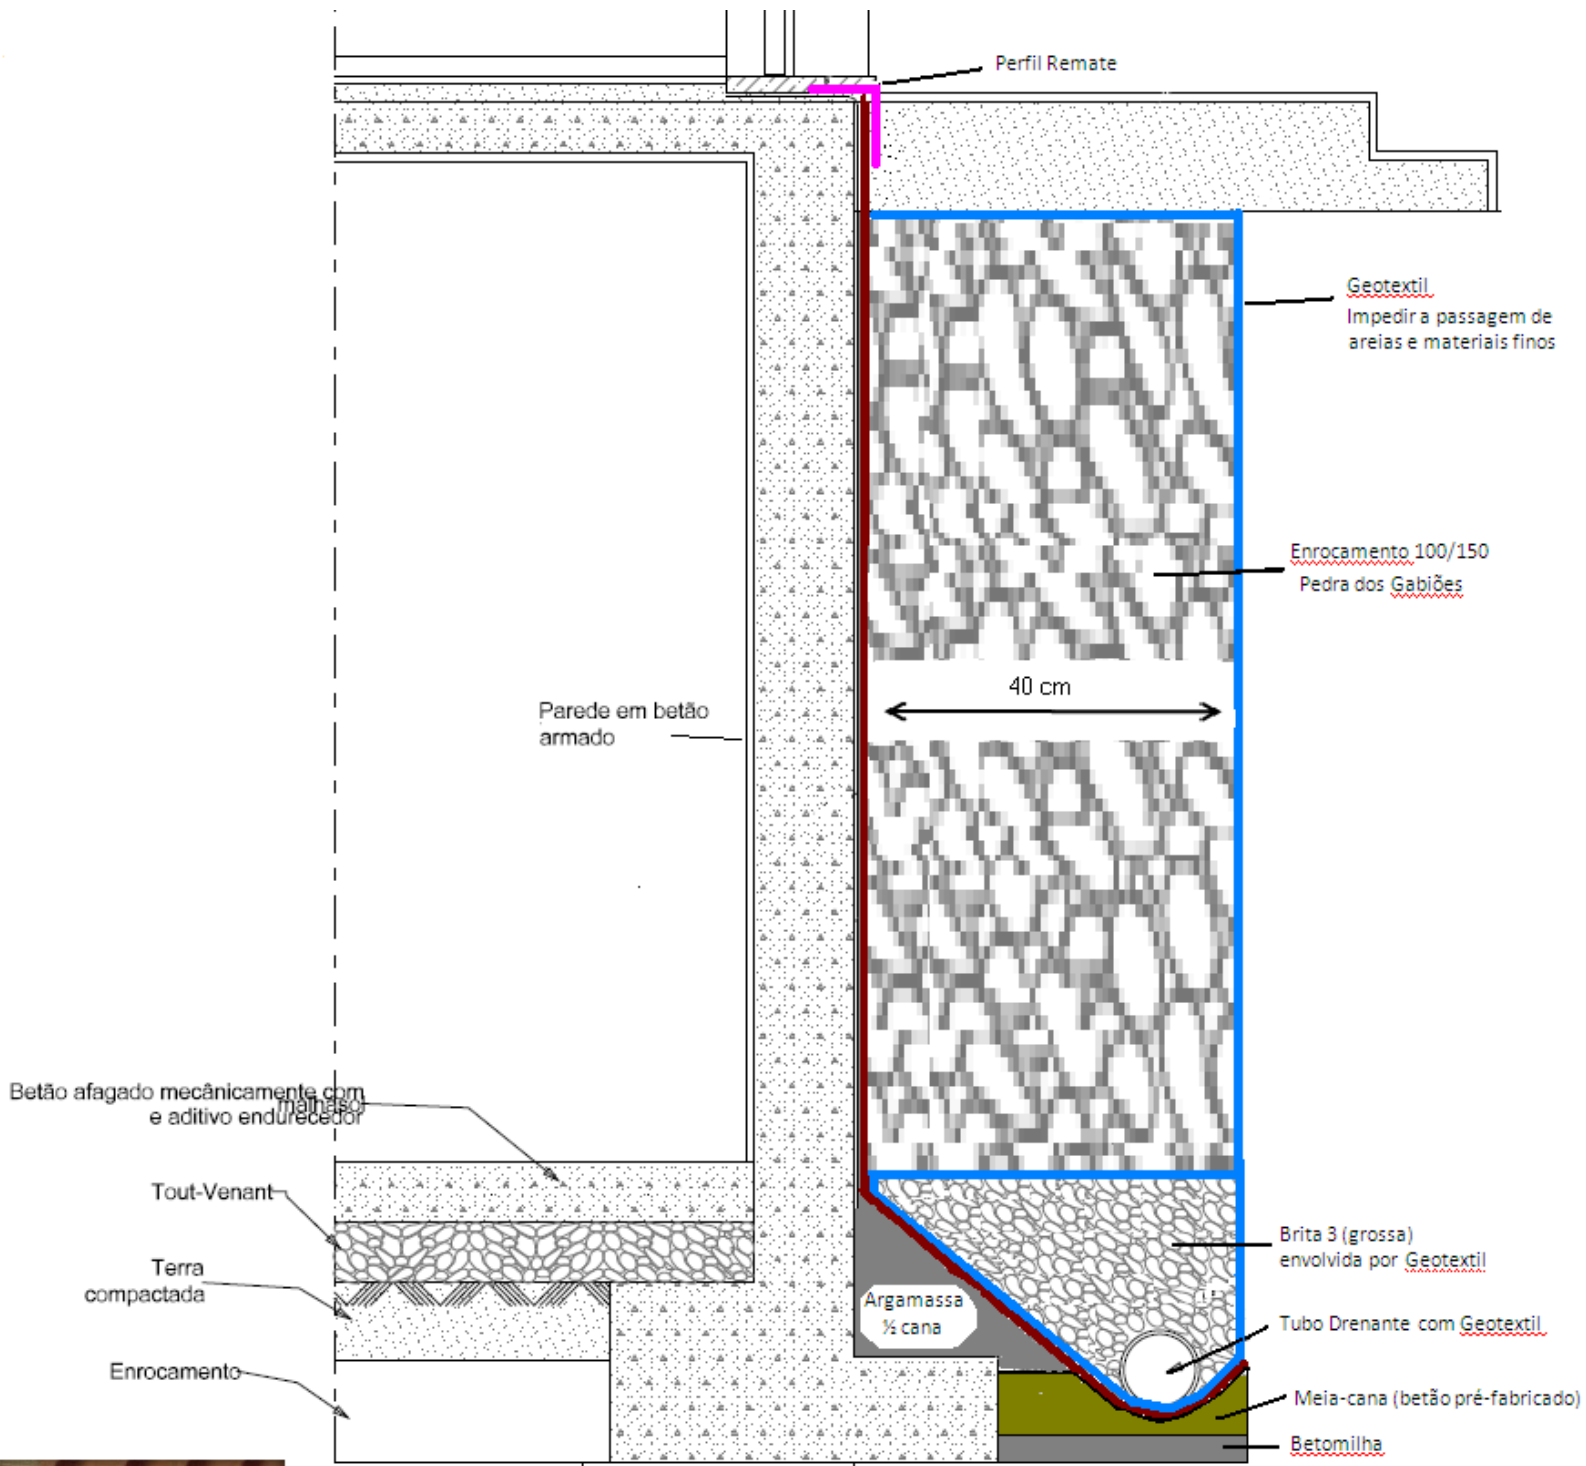 Perfil Remate
Geotextil
Impedir a passagem de
areias e materiais finos
Enrocamento 100/150
Pedra dos Gabiões
40 cm
Parede em betão
armado
Betão afagado mecânicamente com
malhasol
e aditivo endurecedor
Tout-Venant
Terra
compactada
Enrocamento
Argamassa
½ cana
Brita 3 (grossa)
envolvida por Geotextil
Tubo Drenante com Geotextil
Meia-cana (betão pré-fabricado)
Betomilha